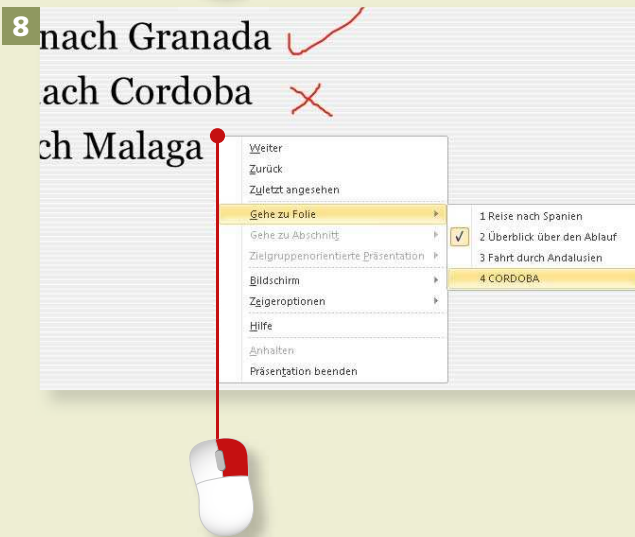 8
nach Granada
ach Cordoba
ch Malaga
Weiter
Zurück
Zuletzt angesehen
Gehe zu Folie
Gehe zu Abschnitt
Zielgruppenorientierte Präsentation
Bildschirm
Zeigeroptionen
Hilfe
Anhalten
Präsentation beenden
1 Reise nach Spanien
2 Überblick über den Ablauf
3 Fahrt durch Andalusien
4 CORDOBA